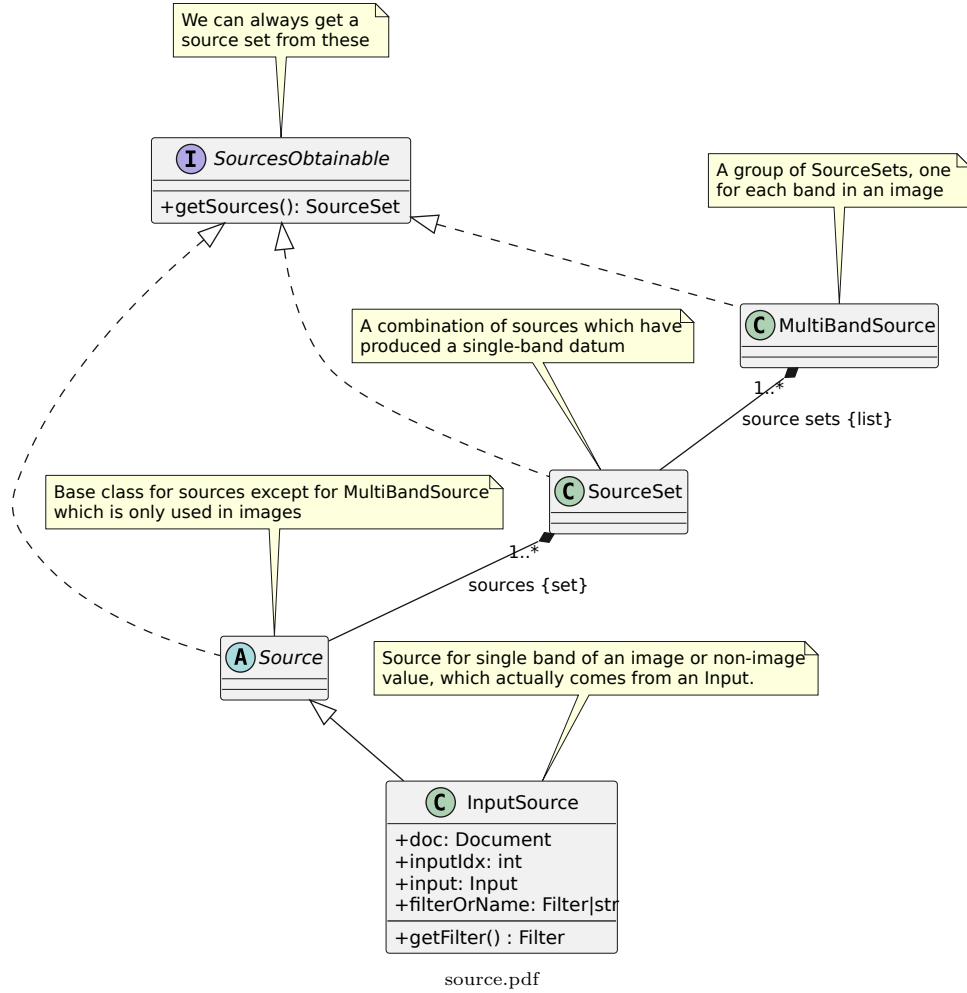 We can always get a
source set from these
I SourcesObtainable
+getSources(): SourceSet
A group of SourceSets, one
for each band in an image
C MultiBandSource
1..*
source sets {list}
A combination of sources which have
produced a single-band datum
C SourceSet
1..*
sources {set}
Base class for sources except for MultiBandSource
which is only used in images
A Source
Source for single band of an image or non-image
value, which actually comes from an Input.
C InputSource
+doc: Document
+inputIdx: int
+input: Input
+filterOrName: Filter|str
+getFilter() : Filter
source.pdf